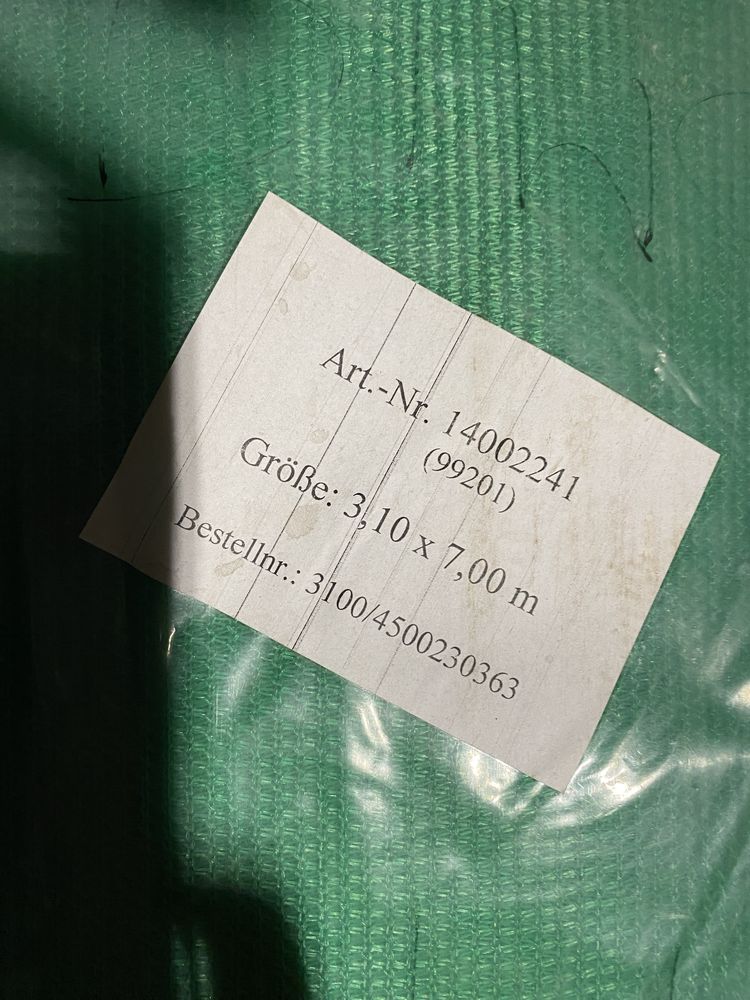 Art.-Nr. 14002241
(99201)
Größe: 3,10 x 7,00 m
Bestellnr.: 3100/4500230363